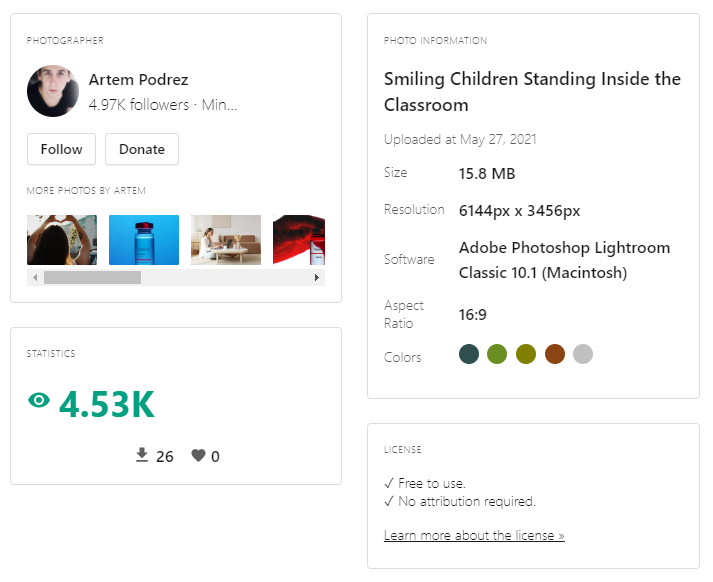 PHOTOGRAPHER
Artem Podrez
4.97K followers · Min...
Follow
Donate
MORE PHOTOS BY ARTEM
STATISTICS
4.53K
26
0
PHOTO INFORMATION
Smiling Children Standing Inside the
Classroom
Uploaded at May 27, 2021
Size 15.8 MB
Resolution 6144px x 3456px
Software Adobe Photoshop Lightroom
Classic 10.1 (Macintosh)
Aspect
Ratio 16:9
Colors
LICENSE
✓ Free to use.
✓ No attribution required.
Learn more about the license »